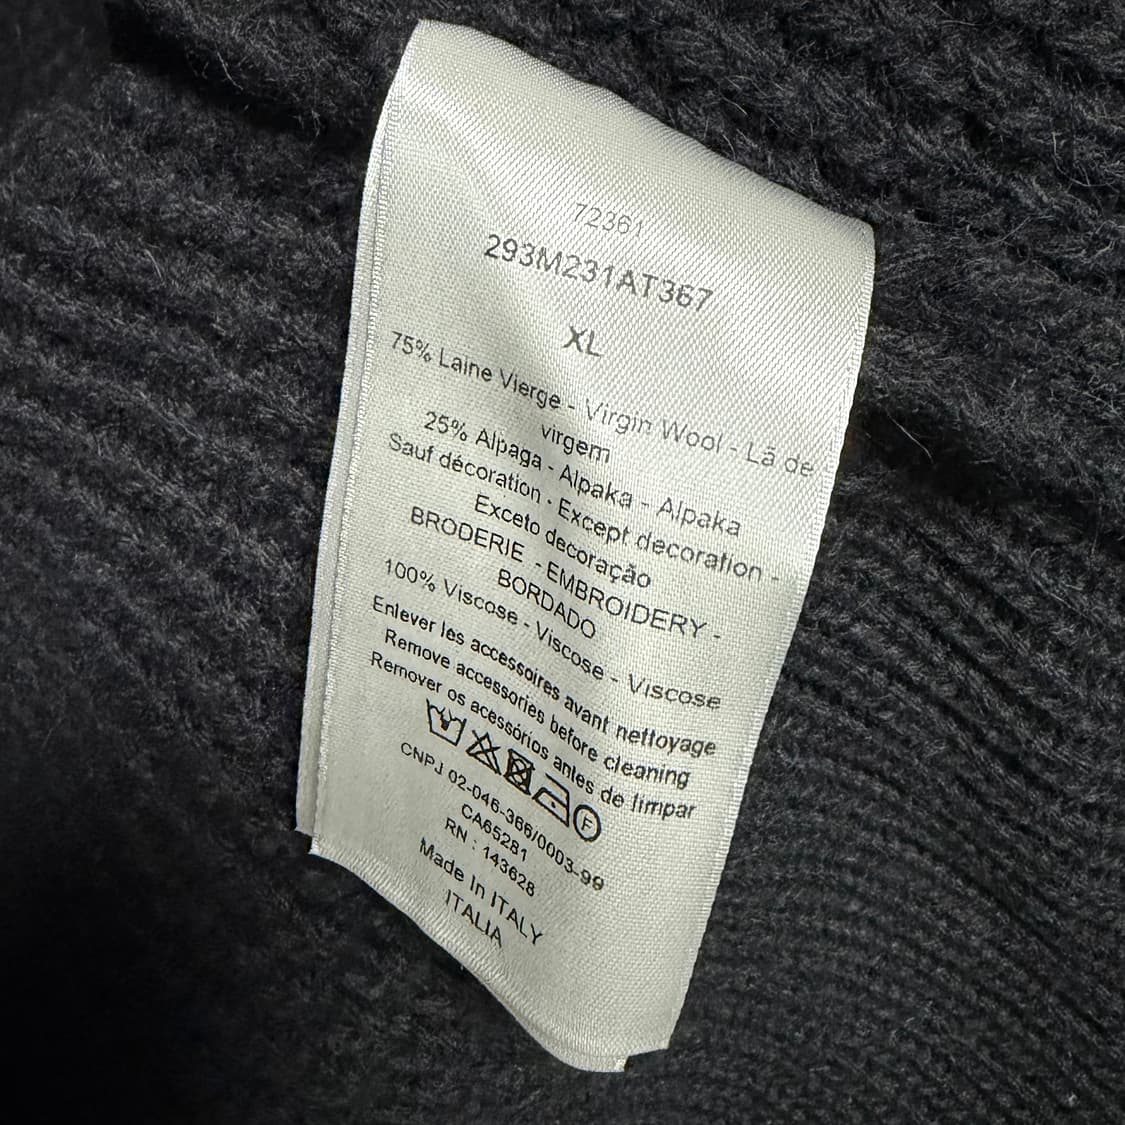 72361
293M231AT367
XL
75% Laine Vierge - Virgin Wool - Lã de
virgem
25% Alpaga - Alpaka - Alpaka
Sauf décoration - Except decoration -
Exceto decoração
BRODERIE - EMBROIDERY -
BORDADO
100% Viscose - Viscose - Viscose
Enlever les accessoires avant nettoyage
Remove accessories before cleaning
Remover os acessórios antes de limpar
F
CNPJ 02-046-366/0003-99
CA65281
RN : 143628
Made In ITALY
ITALIA